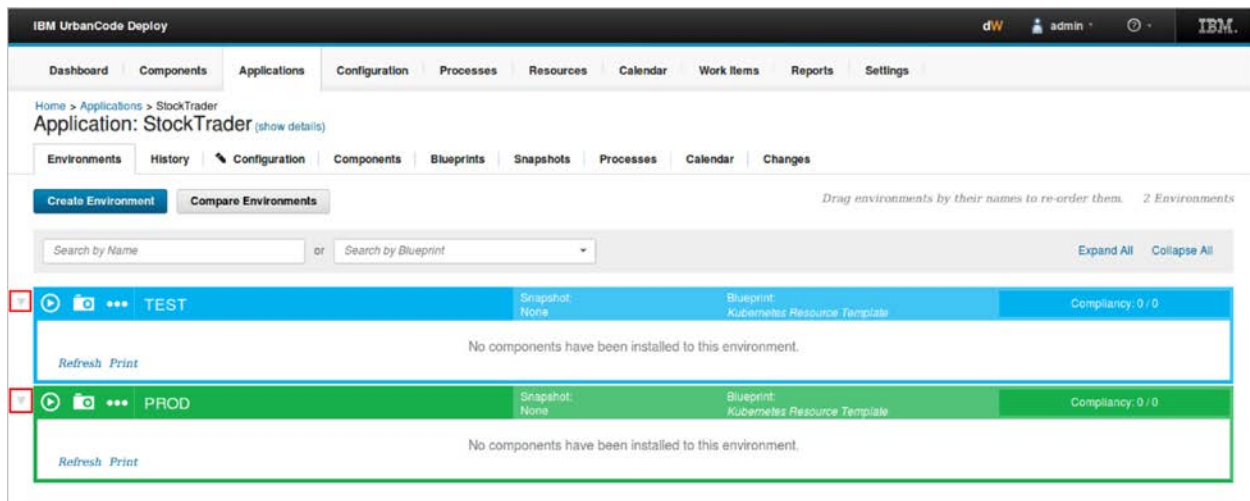 IBM UrbanCode Deploy dW admin IBM.
Dashboard Components Applications Configuration Processes Resources Calendar Work Items Reports Settings
Home > Applications > StockTrader
Application: StockTrader (show details)
Environments History Configuration Components Blueprints Snapshots Processes Calendar Changes
Create Environment Compare Environments Drag environments by their names to re-order them. 2 Environments
Search by Name or Search by Blueprint Expand All Collapse All
TEST Snapshot: Blueprint: Compliancy: 0 / 0
None Kubernetes Resource Template
No components have been installed to this environment.
Refresh Print
PROD Snapshot: Blueprint: Compliancy: 0 / 0
None Kubernetes Resource Template
No components have been installed to this environment.
Refresh Print